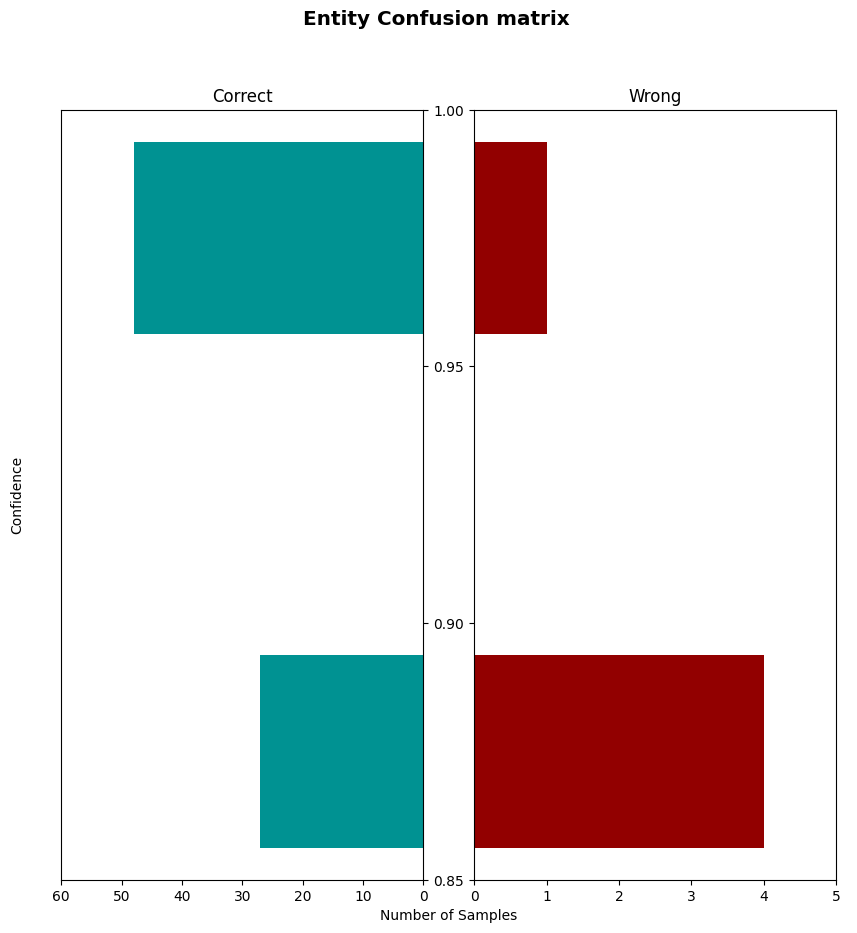 Entity Confusion matrix
Correct
Wrong
1.00
0.95
0.90
0.85
Confidence
60 50 40 30 20 10 0
0 1 2 3 4 5
Number of Samples